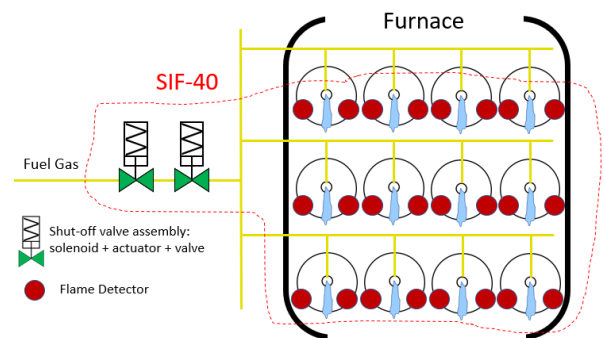 Furnace
SIF-40
Fuel Gas
Shut-off valve assembly:
solenoid + actuator + valve
Flame Detector